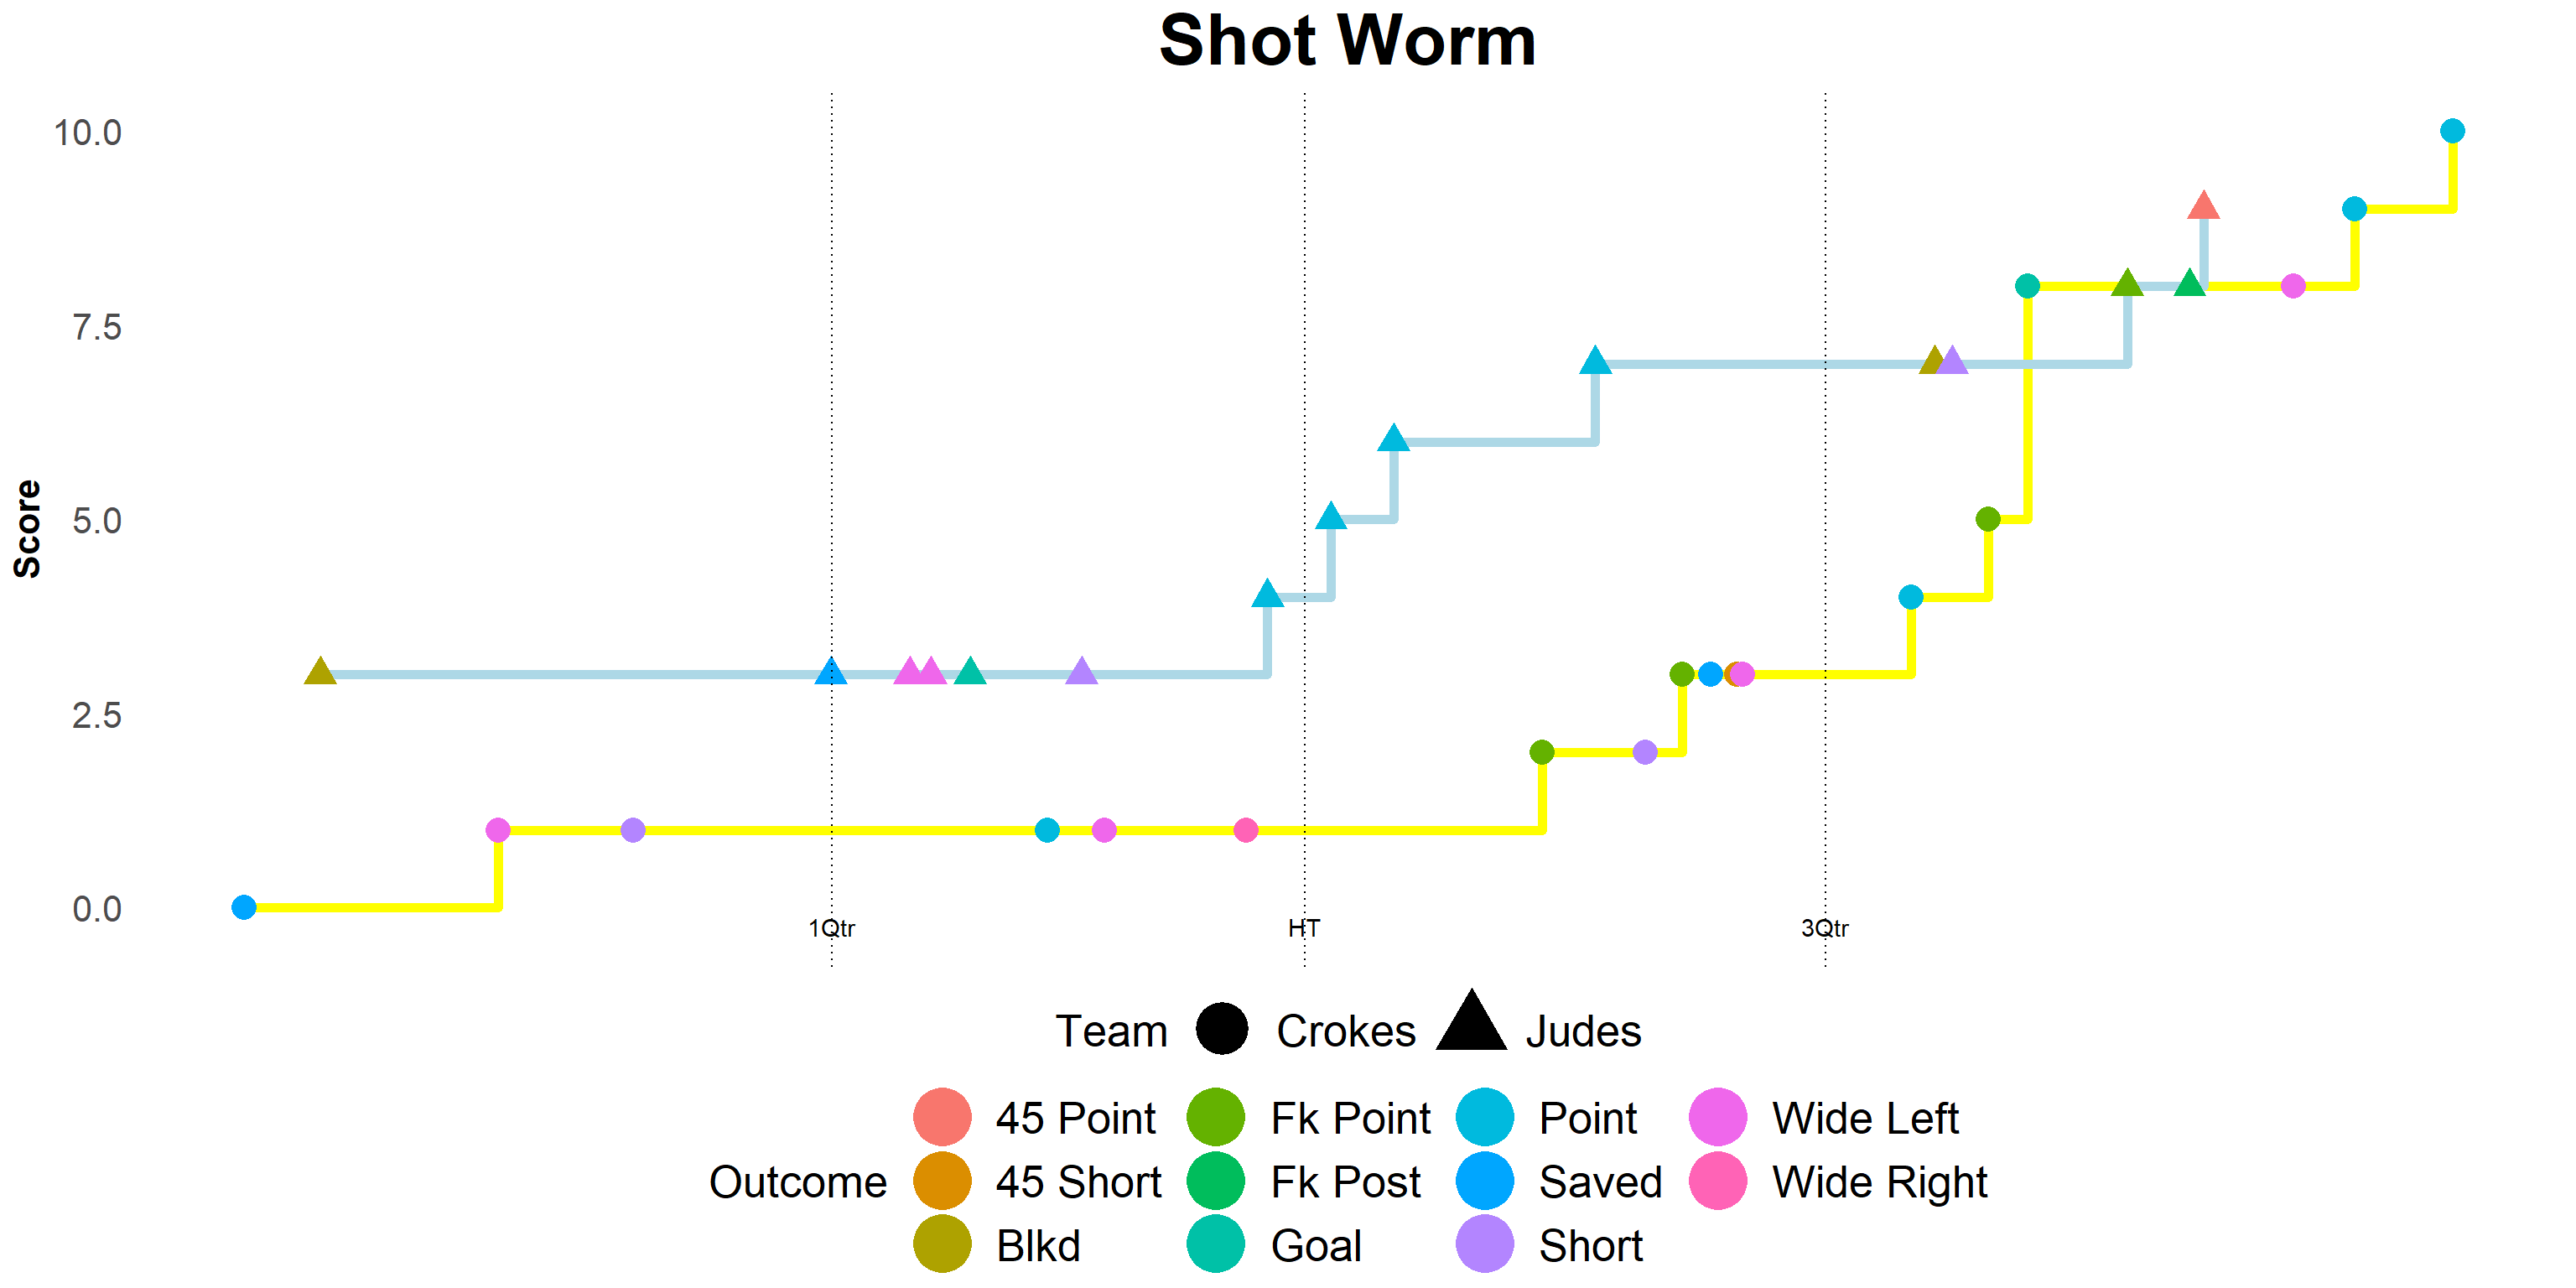 Shot Worm
10.0
7.5
5.0
2.5
0.0
Score
1Qtr HT 3Qtr
Team Crokes Judes
45 Point Fk Point Point Wide Left
Outcome 45 Short Fk Post Saved Wide Right
Blkd Goal Short